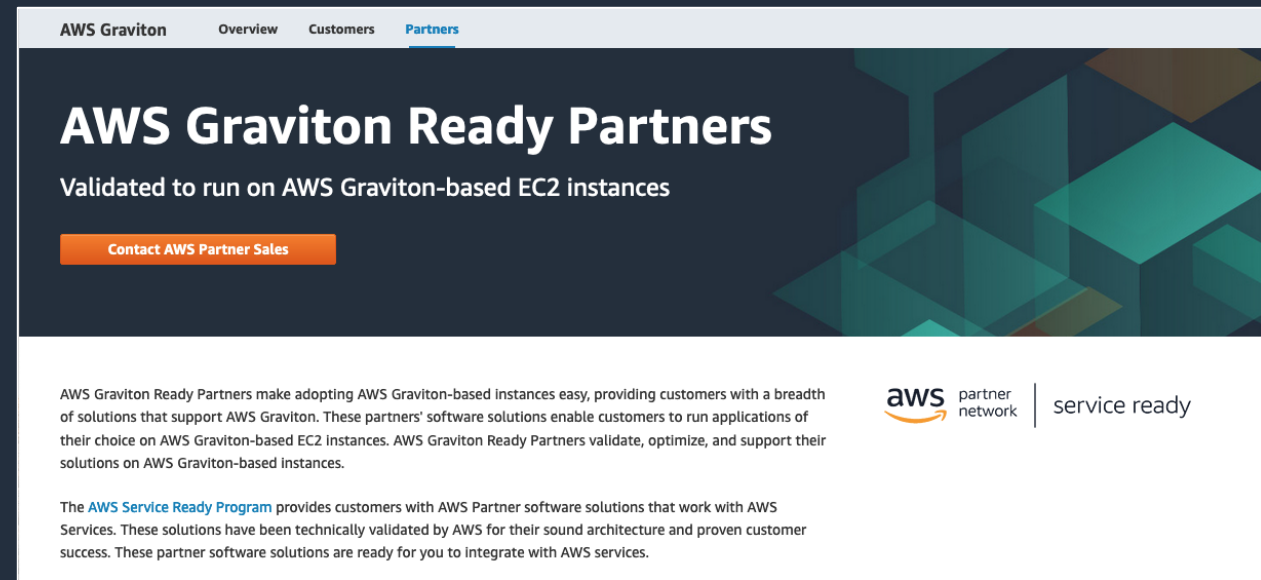 AWS Graviton Overview Customers Partners
AWS Graviton Ready Partners
Validated to run on AWS Graviton-based EC2 instances
Contact AWS Partner Sales
AWS Graviton Ready Partners make adopting AWS Graviton-based instances easy, providing customers with a breadth
of solutions that support AWS Graviton. These partners' software solutions enable customers to run applications of
their choice on AWS Graviton-based EC2 instances. AWS Graviton Ready Partners validate, optimize, and support their
solutions on AWS Graviton-based instances.
The AWS Service Ready Program provides customers with AWS Partner software solutions that work with AWS
Services. These solutions have been technically validated by AWS for their sound architecture and proven customer
success. These partner software solutions are ready for you to integrate with AWS services.
aws partner
network
service ready